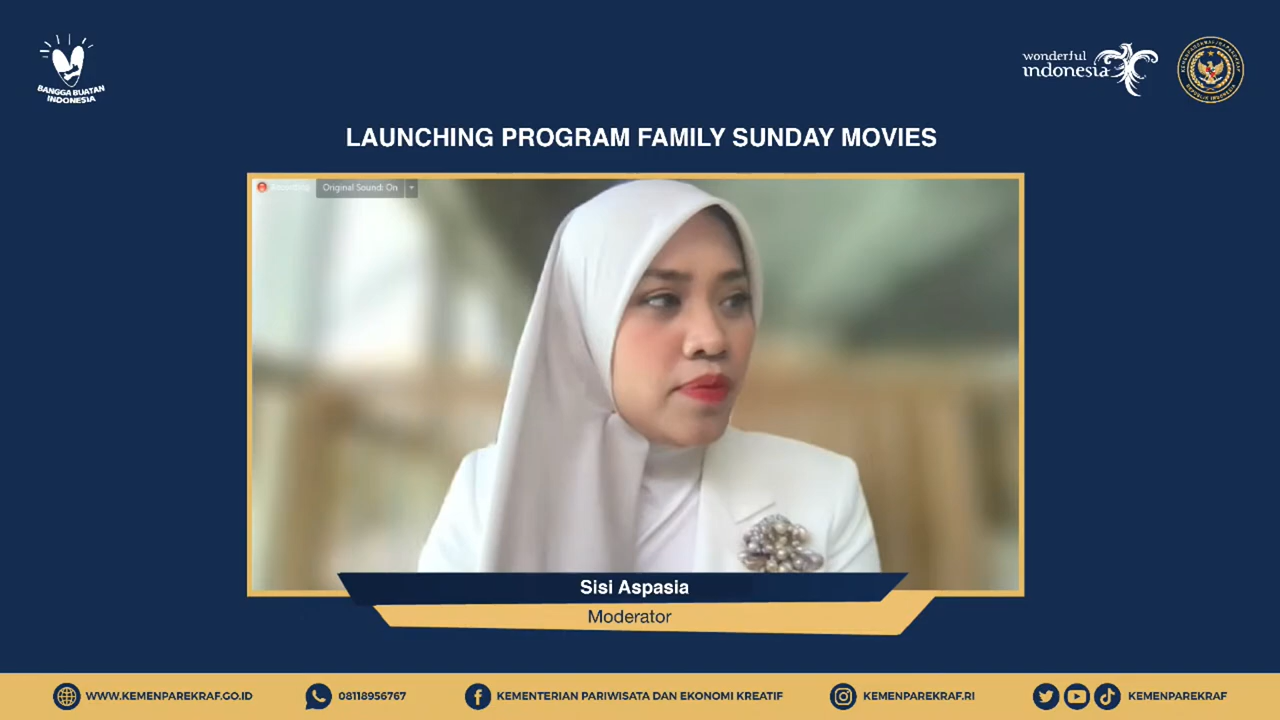 BANGGA BUATAN
INDONESIA
wonderful
indonesia
LAUNCHING PROGRAM FAMILY SUNDAY MOVIES
Original Sound: On
Sisi Aspasia
Moderator
WWW.KEMENPAREKRAF.GO.ID
08118956767
KEMENTERIAN PARIWISATA DAN EKONOMI KREATIF
KEMENPAREKRAF.RI
KEMENPAREKRAF